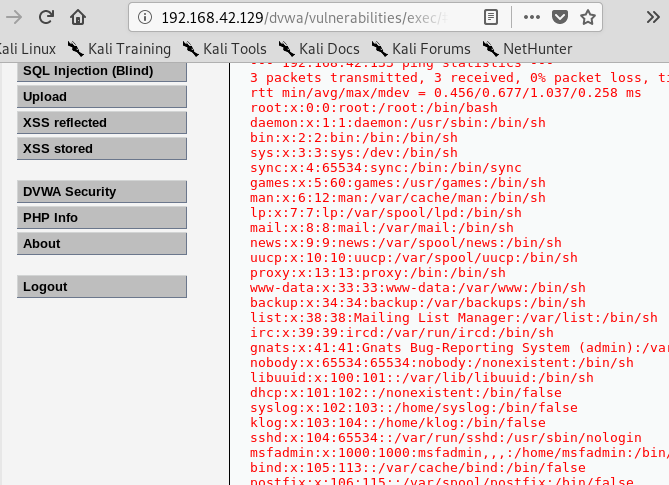 192.168.42.129/dvwa/vulnerabilities/exec/
Kali Linux Kali Training Kali Tools Kali Docs Kali Forums NetHunter
SQL Injection (Blind)
Upload
XSS reflected
XSS stored
DVWA Security
PHP Info
About
Logout
--- 192.168.42.133 ping statistics ---
3 packets transmitted, 3 received, 0% packet loss, ti
rtt min/avg/max/mdev = 0.456/0.677/1.037/0.258 ms
root:x:0:0:root:/root:/bin/bash
daemon:x:1:1:daemon:/usr/sbin:/bin/sh
bin:x:2:2:bin:/bin:/bin/sh
sys:x:3:3:sys:/dev:/bin/sh
sync:x:4:65534:sync:/bin:/bin/sync
games:x:5:60:games:/usr/games:/bin/sh
man:x:6:12:man:/var/cache/man:/bin/sh
lp:x:7:7:lp:/var/spool/lpd:/bin/sh
mail:x:8:8:mail:/var/mail:/bin/sh
news:x:9:9:news:/var/spool/news:/bin/sh
uucp:x:10:10:uucp:/var/spool/uucp:/bin/sh
proxy:x:13:13:proxy:/bin:/bin/sh
www-data:x:33:33:www-data:/var/www:/bin/sh
backup:x:34:34:backup:/var/backups:/bin/sh
list:x:38:38:Mailing List Manager:/var/list:/bin/sh
irc:x:39:39:ircd:/var/run/ircd:/bin/sh
gnats:x:41:41:Gnats Bug-Reporting System (admin):/var
nobody:x:65534:65534:nobody:/nonexistent:/bin/sh
libuuid:x:100:101::/var/lib/libuuid:/bin/sh
dhcp:x:101:102::/nonexistent:/bin/false
syslog:x:102:103::/home/syslog:/bin/false
klog:x:103:104::/home/klog:/bin/false
sshd:x:104:65534::/var/run/sshd:/usr/sbin/nologin
msfadmin:x:1000:1000:msfadmin,,,:/home/msfadmin:/bin/
bind:x:105:113::/var/cache/bind:/bin/false
postfix:x:106:115::/var/spool/postfix:/bin/false